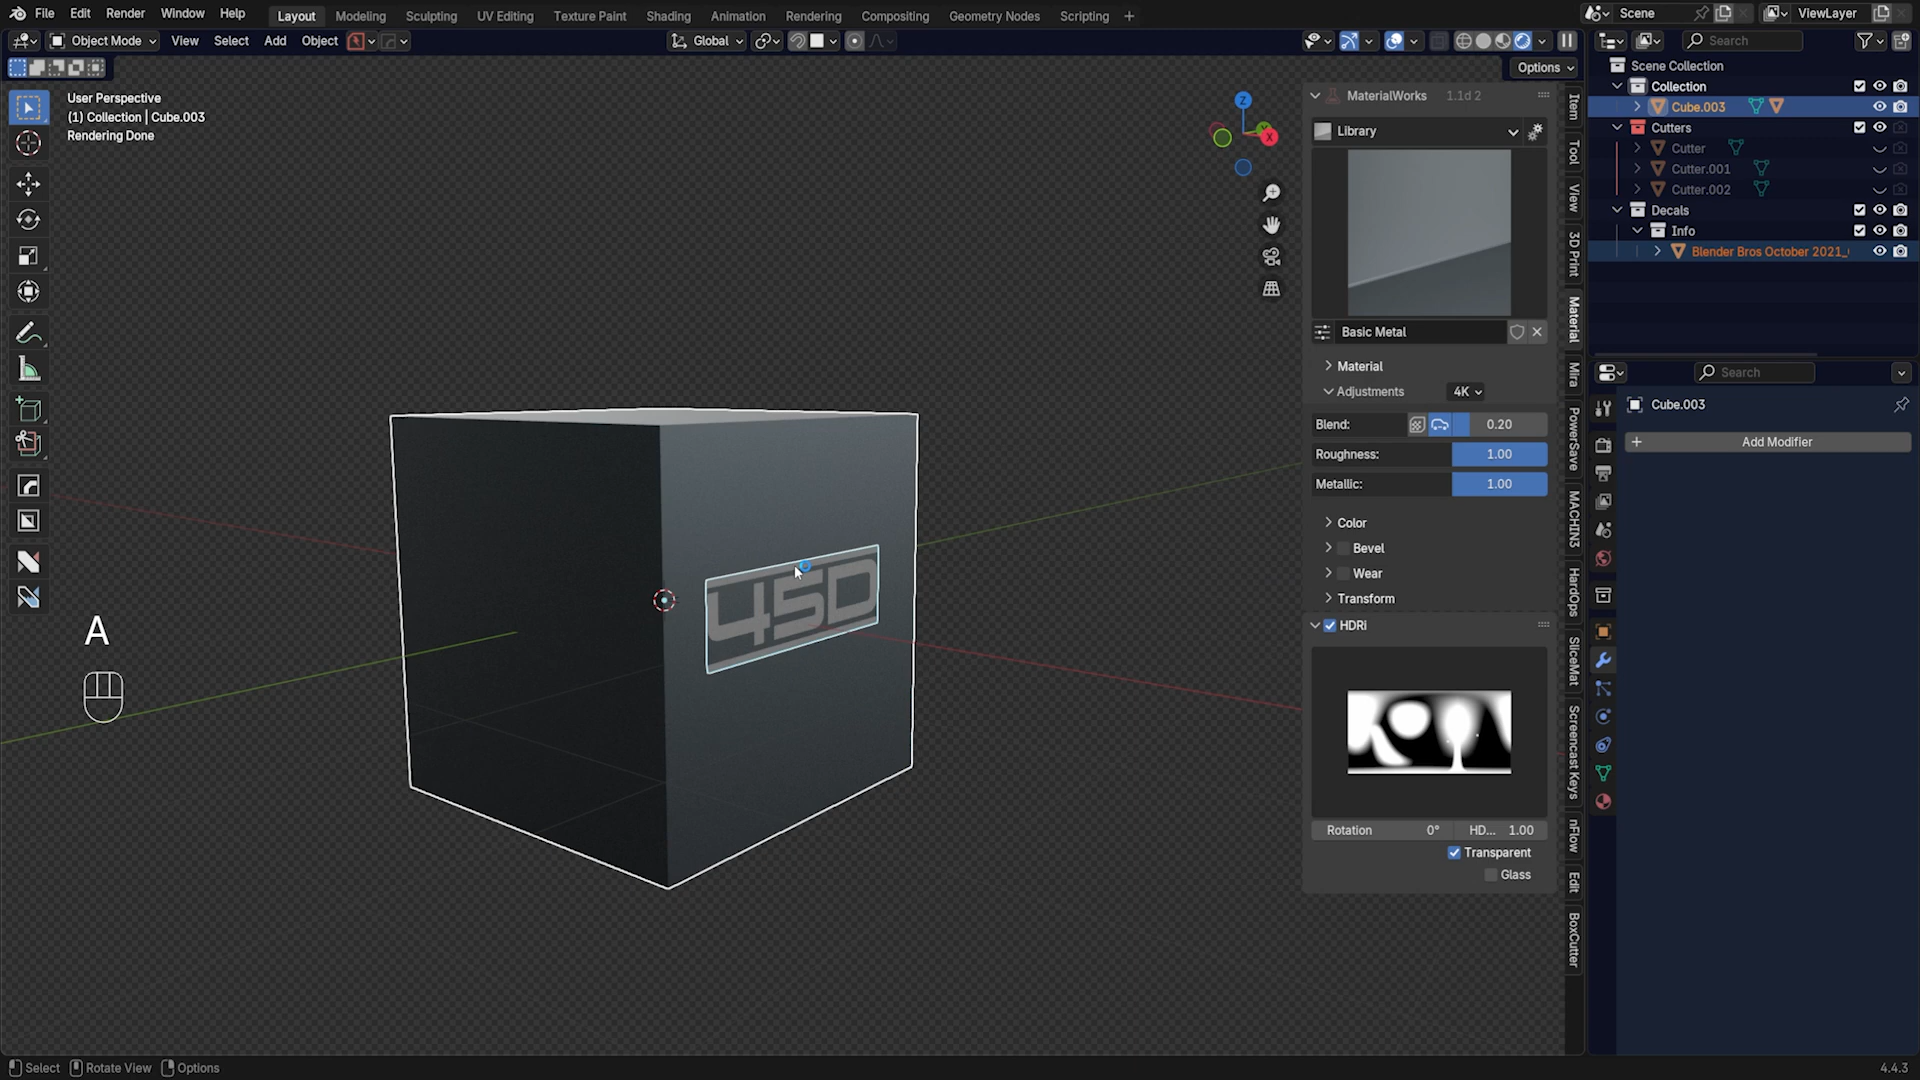 File Edit Render Window Help Layout Modeling Sculpting UV Editing Texture Paint Shading Animation Rendering Compositing Geometry Nodes Scripting + Scene ViewLayer
Object Mode View Select Add Object Global Search
Options
User Perspective
(1) Collection | Cube.003
Rendering Done
Z
X
450
A
MaterialWorks 1.1d 2
Library
Basic Metal
Material
Adjustments 4K
Blend: 0.20
Roughness: 1.00
Metallic: 1.00
Color
Bevel
Wear
Transform
HDRi
Rotation 0° HD... 1.00
Transparent
Glass
Item
Tool
View
3D Print
Material
Mira
PowerSave
MACHIN3
HardOps
SliceMat
Screencast Keys
nFlow
Edit
BoxCutter
Scene Collection
Collection
Cube.003
Cutters
Cutter
Cutter.001
Cutter.002
Decals
Info
Blender Bros October 2021_
Search
Cube.003
+ Add Modifier
Select Rotate View Options 4.4.3